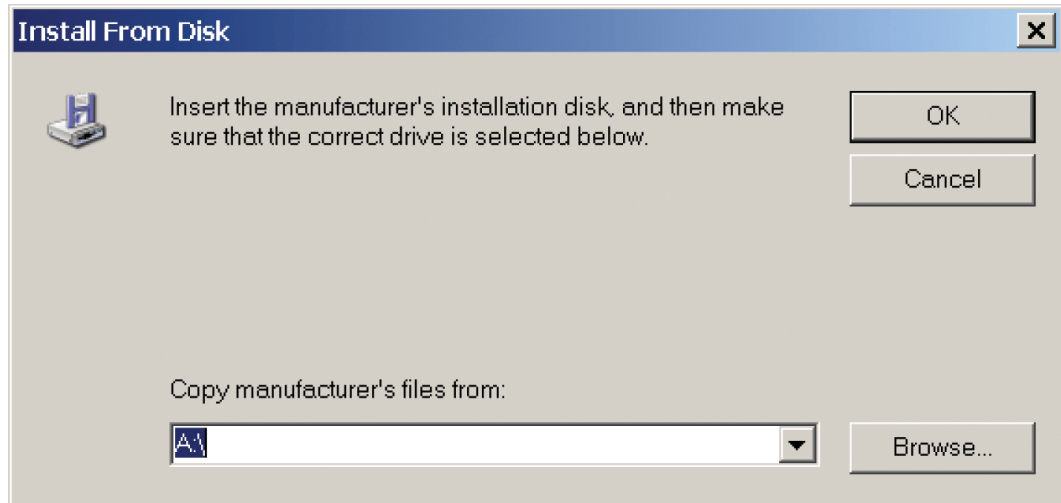 Install From Disk
Insert the manufacturer's installation disk, and then make
sure that the correct drive is selected below.
OK
Cancel
Copy manufacturer's files from:
A:\
Browse...